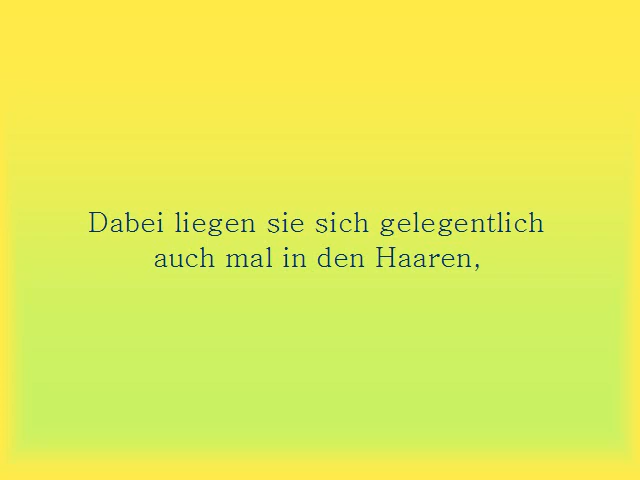 Dabei liegen sie sich gelegentlich
auch mal in den Haaren,